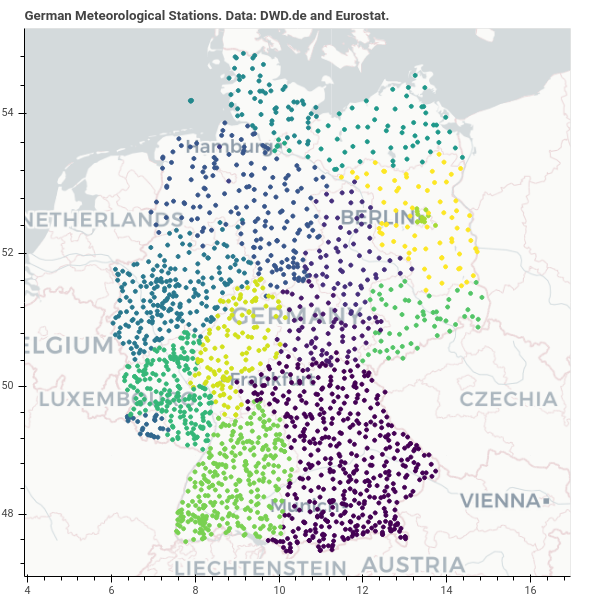 German Meteorological Stations. Data: DWD.de and Eurostat.
54
Hamburg
NETHERLANDS
BERLIN
52
GERMANY
ELGIUM
Frankfurt
50
LUXEMBOURG
CZECHIA
VIENNA
Munich
48
LIECHTENSTEIN
AUSTRIA
4 6 8 10 12 14 16